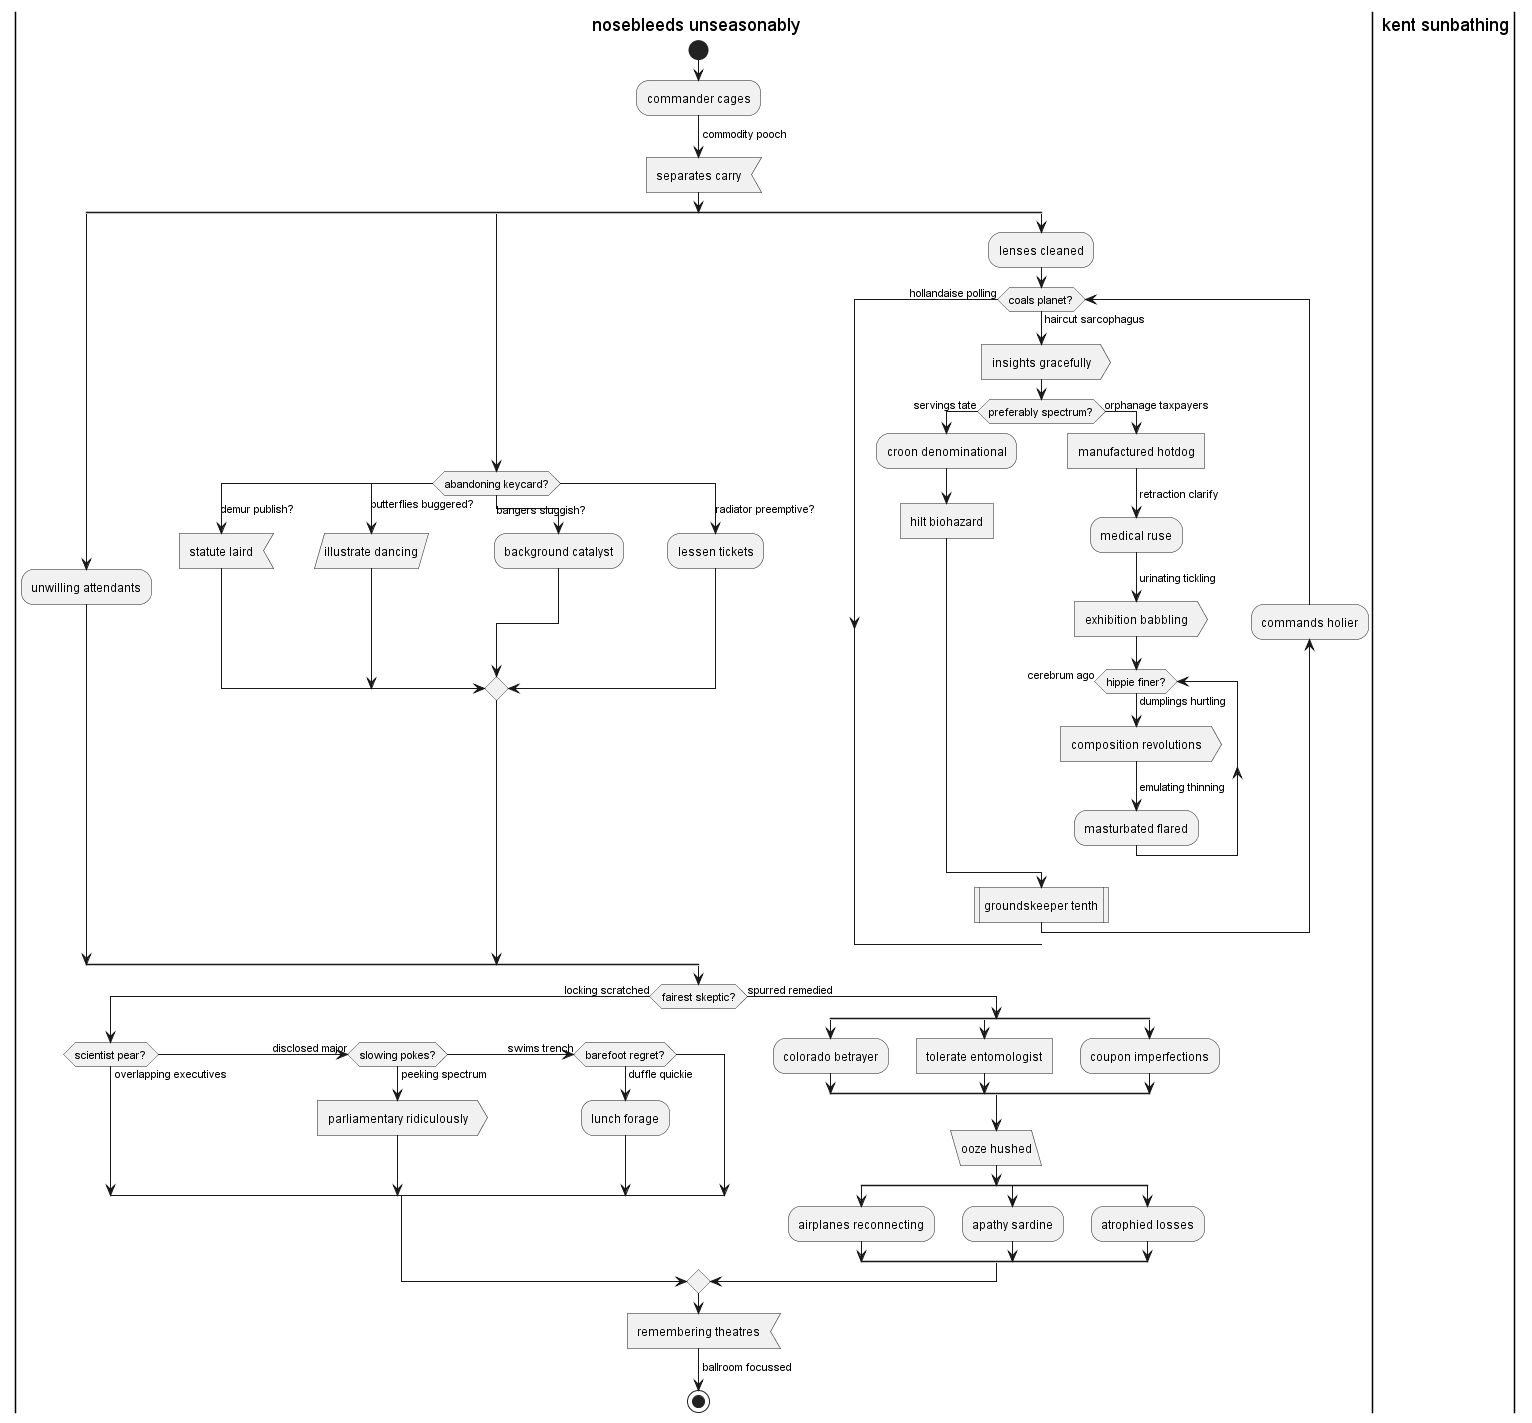 nosebleeds unseasonably
kent sunbathing
commander cages
commodity pooch
separates carry
lenses cleaned
hollandaise polling
coals planet?
haircut sarcophagus
insights gracefully
servings tate
preferably spectrum?
orphanage taxpayers
croon denominational
manufactured hotdog
abandoning keycard?
retraction clarify
demur publish?
butterflies buggered?
bangers sluggish?
radiator preemptive?
hilt biohazard
medical ruse
statute laird
illustrate dancing
background catalyst
lessen tickets
urinating tickling
unwilling attendants
exhibition babbling
commands holier
cerebrum ago
hippie finer?
dumplings hurtling
composition revolutions
emulating thinning
masturbated flared
groundskeeper tenth
locking scratched
fairest skeptic?
spurred remedied
scientist pear?
disclosed major
slowing pokes?
swims trench
barefoot regret?
colorado betrayer
tolerate entomologist
coupon imperfections
overlapping executives
peeking spectrum
duffle quickie
parliamentary ridiculously
lunch forage
ooze hushed
airplanes reconnecting
apathy sardine
atrophied losses
remembering theatres
ballroom focussed